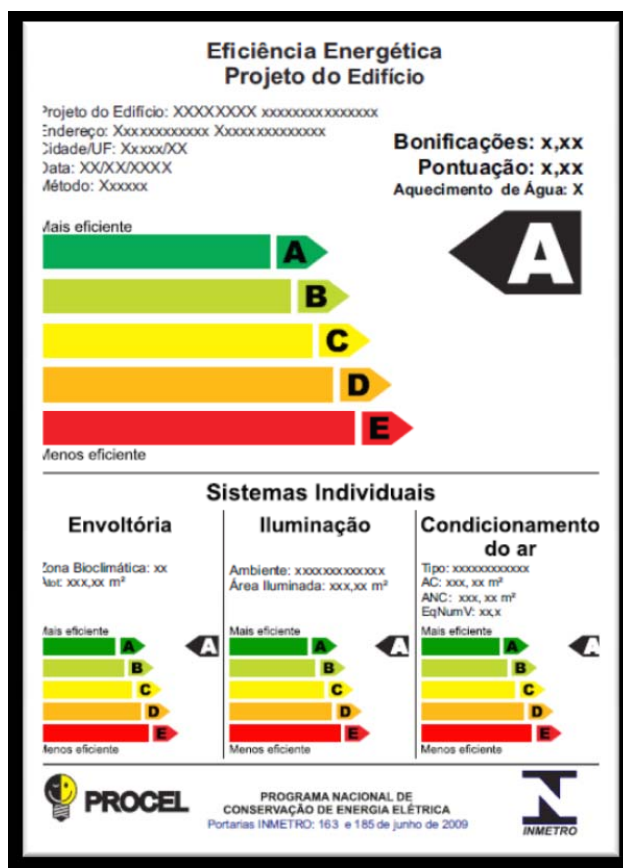 Eficiência Energética
Projeto do Edifício
Projeto do Edifício: XXXXXXXX xxxxxxxxxxxxxxx
Endereço: Xxxxxxxxxxxx Xxxxxxxxxxxxxx
Cidade/UF: Xxxxx/XX
Data: XX/XX/XXXX
Método: Xxxxxx
Bonificações: x,xx
Pontuação: x,xx
Aquecimento de Água: X
Mais eficiente
A
A
B
C
D
E
Menos eficiente
Sistemas Individuais
Envoltória
Zona Bioclimática: xx
Atot: xxx,xx m²
Mais eficiente
A
A
B
C
D
E
Menos eficiente
Iluminação
Ambiente: xxxxxxxxxxxxx
Área Iluminada: xxx,xx m²
Mais eficiente
A
A
B
C
D
E
Menos eficiente
Condicionamento
do ar
Tipo: xxxxxxxxxxxx
AC: xxx, xx m²
ANC: xxx, xx m²
EqNumV: xx,x
Mais eficiente
A
A
B
C
D
E
Menos eficiente
PROCEL
PROGRAMA NACIONAL DE
CONSERVAÇÃO DE ENERGIA ELÉTRICA
Portarias INMETRO: 163 e 185 de junho de 2009
INMETRO